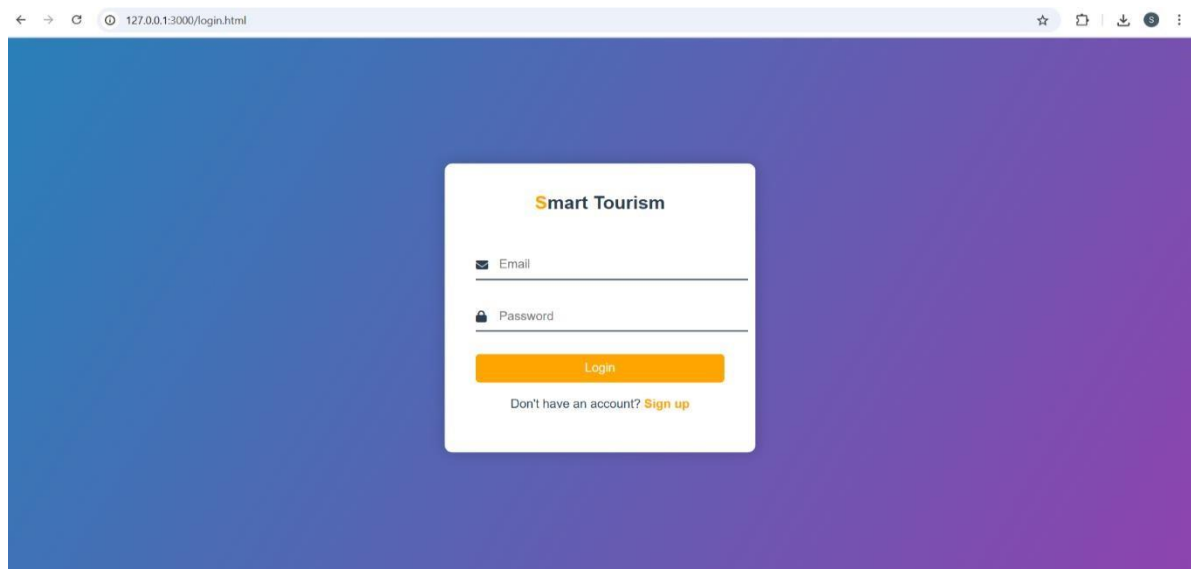 127.0.0.1:3000/login.html
S
Smart Tourism
Email
Password
Login
Don't have an account? Sign up